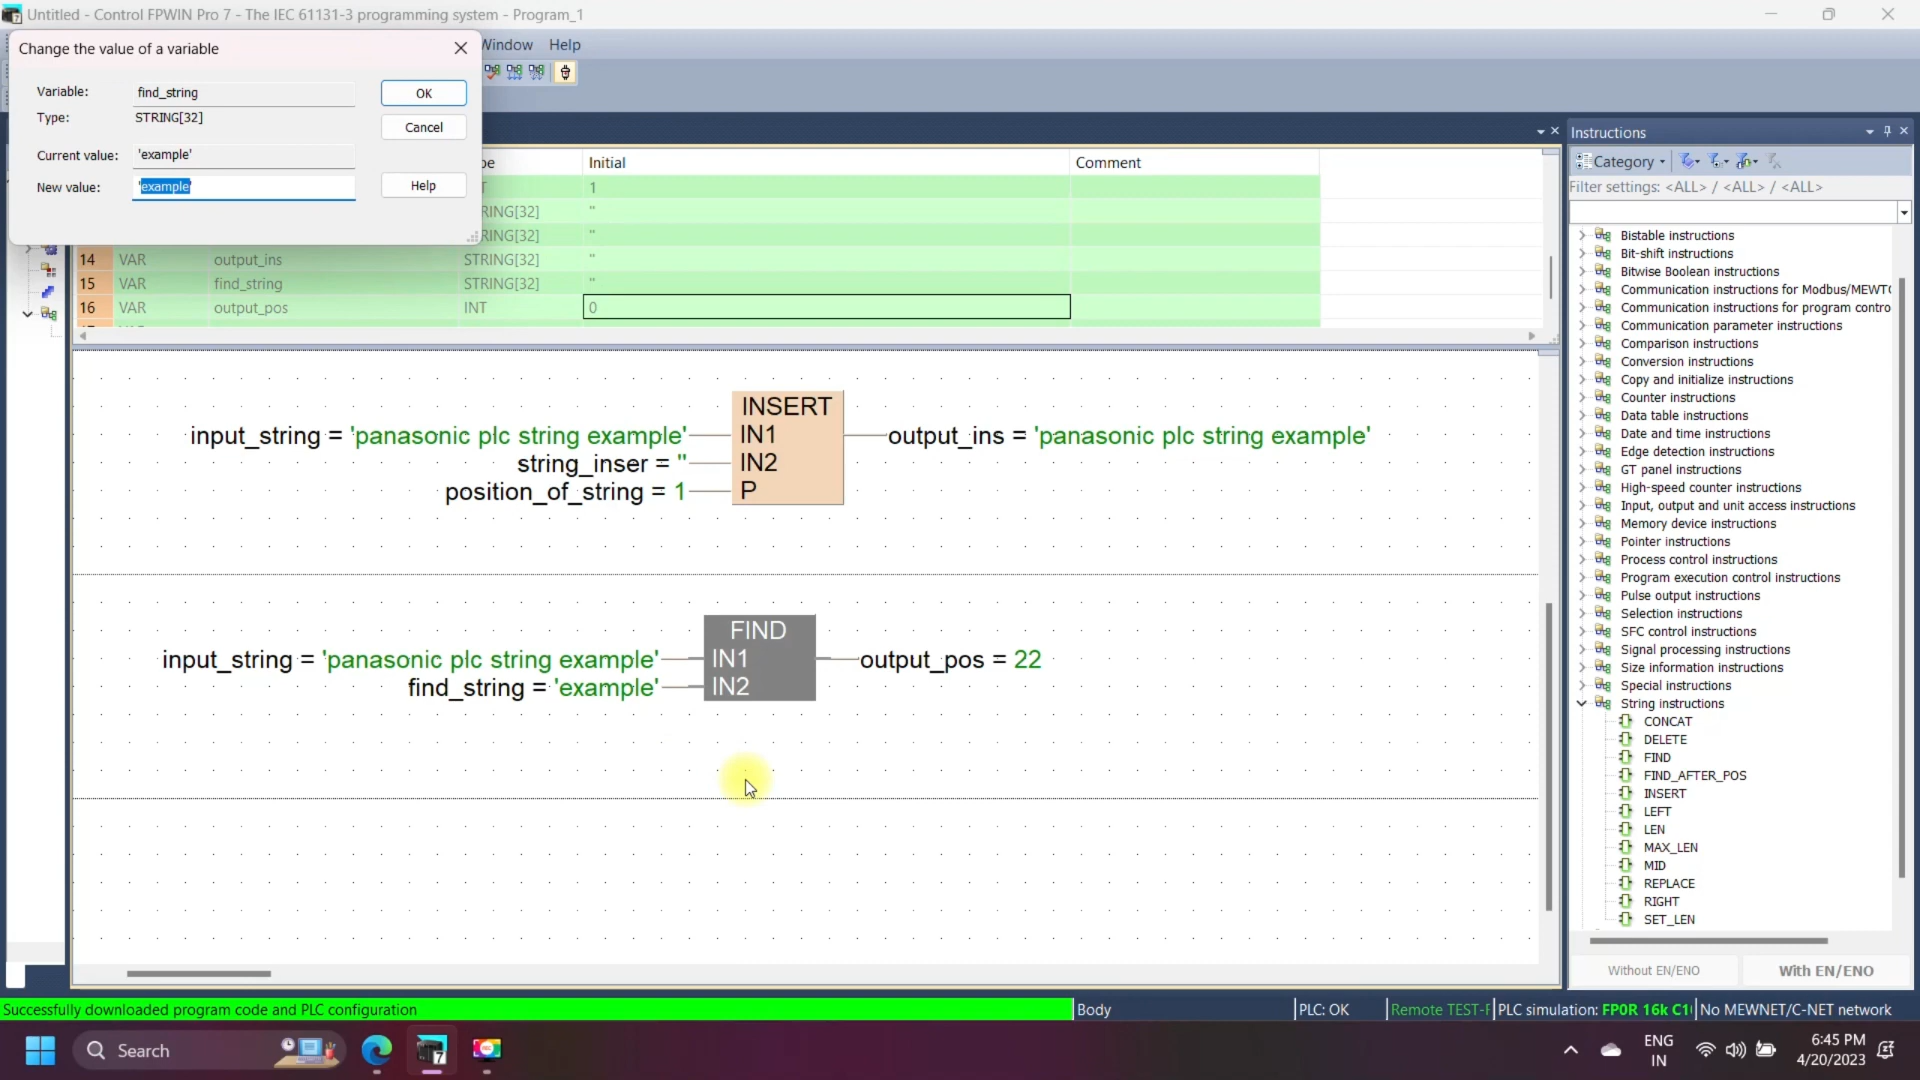 Untitled - Control FPWIN Pro 7 - The IEC 61131-3 programming system - Program_1
Change the value of a variable
Window Help
Variable: find_string
OK
Type: STRING[32]
Cancel
Current value: 'example'
New value: 'example'
Help
Initial Comment
1
STRING[32] ''
STRING[32] ''
14 VAR output_ins STRING[32] ''
15 VAR find_string STRING[32] ''
16 VAR output_pos INT 0
INSERT
input_string = 'panasonic plc string example' IN1 output_ins = 'panasonic plc string example'
string_inser = '' IN2
position_of_string = 1 P
FIND
input_string = 'panasonic plc string example' IN1 output_pos = 22
find_string = 'example' IN2
Instructions
Category
Filter settings: <ALL> / <ALL> / <ALL>
Bistable instructions
Bit-shift instructions
Bitwise Boolean instructions
Communication instructions for Modbus/MEWT
Communication instructions for program contro
Communication parameter instructions
Comparison instructions
Conversion instructions
Copy and initialize instructions
Counter instructions
Data table instructions
Date and time instructions
Edge detection instructions
GT panel instructions
High-speed counter instructions
Input, output and unit access instructions
Memory device instructions
Pointer instructions
Process control instructions
Program execution control instructions
Pulse output instructions
Selection instructions
SFC control instructions
Signal processing instructions
Size information instructions
Special instructions
String instructions
CONCAT
DELETE
FIND
FIND_AFTER_POS
INSERT
LEFT
LEN
MAX_LEN
MID
REPLACE
RIGHT
SET_LEN
Without EN/ENO With EN/ENO
Successfully downloaded program code and PLC configuration Body PLC: OK Remote TEST-F PLC simulation: FP0R 16k C1 No MEWNET/C-NET network
Search
ENG
IN
6:45 PM
4/20/2023